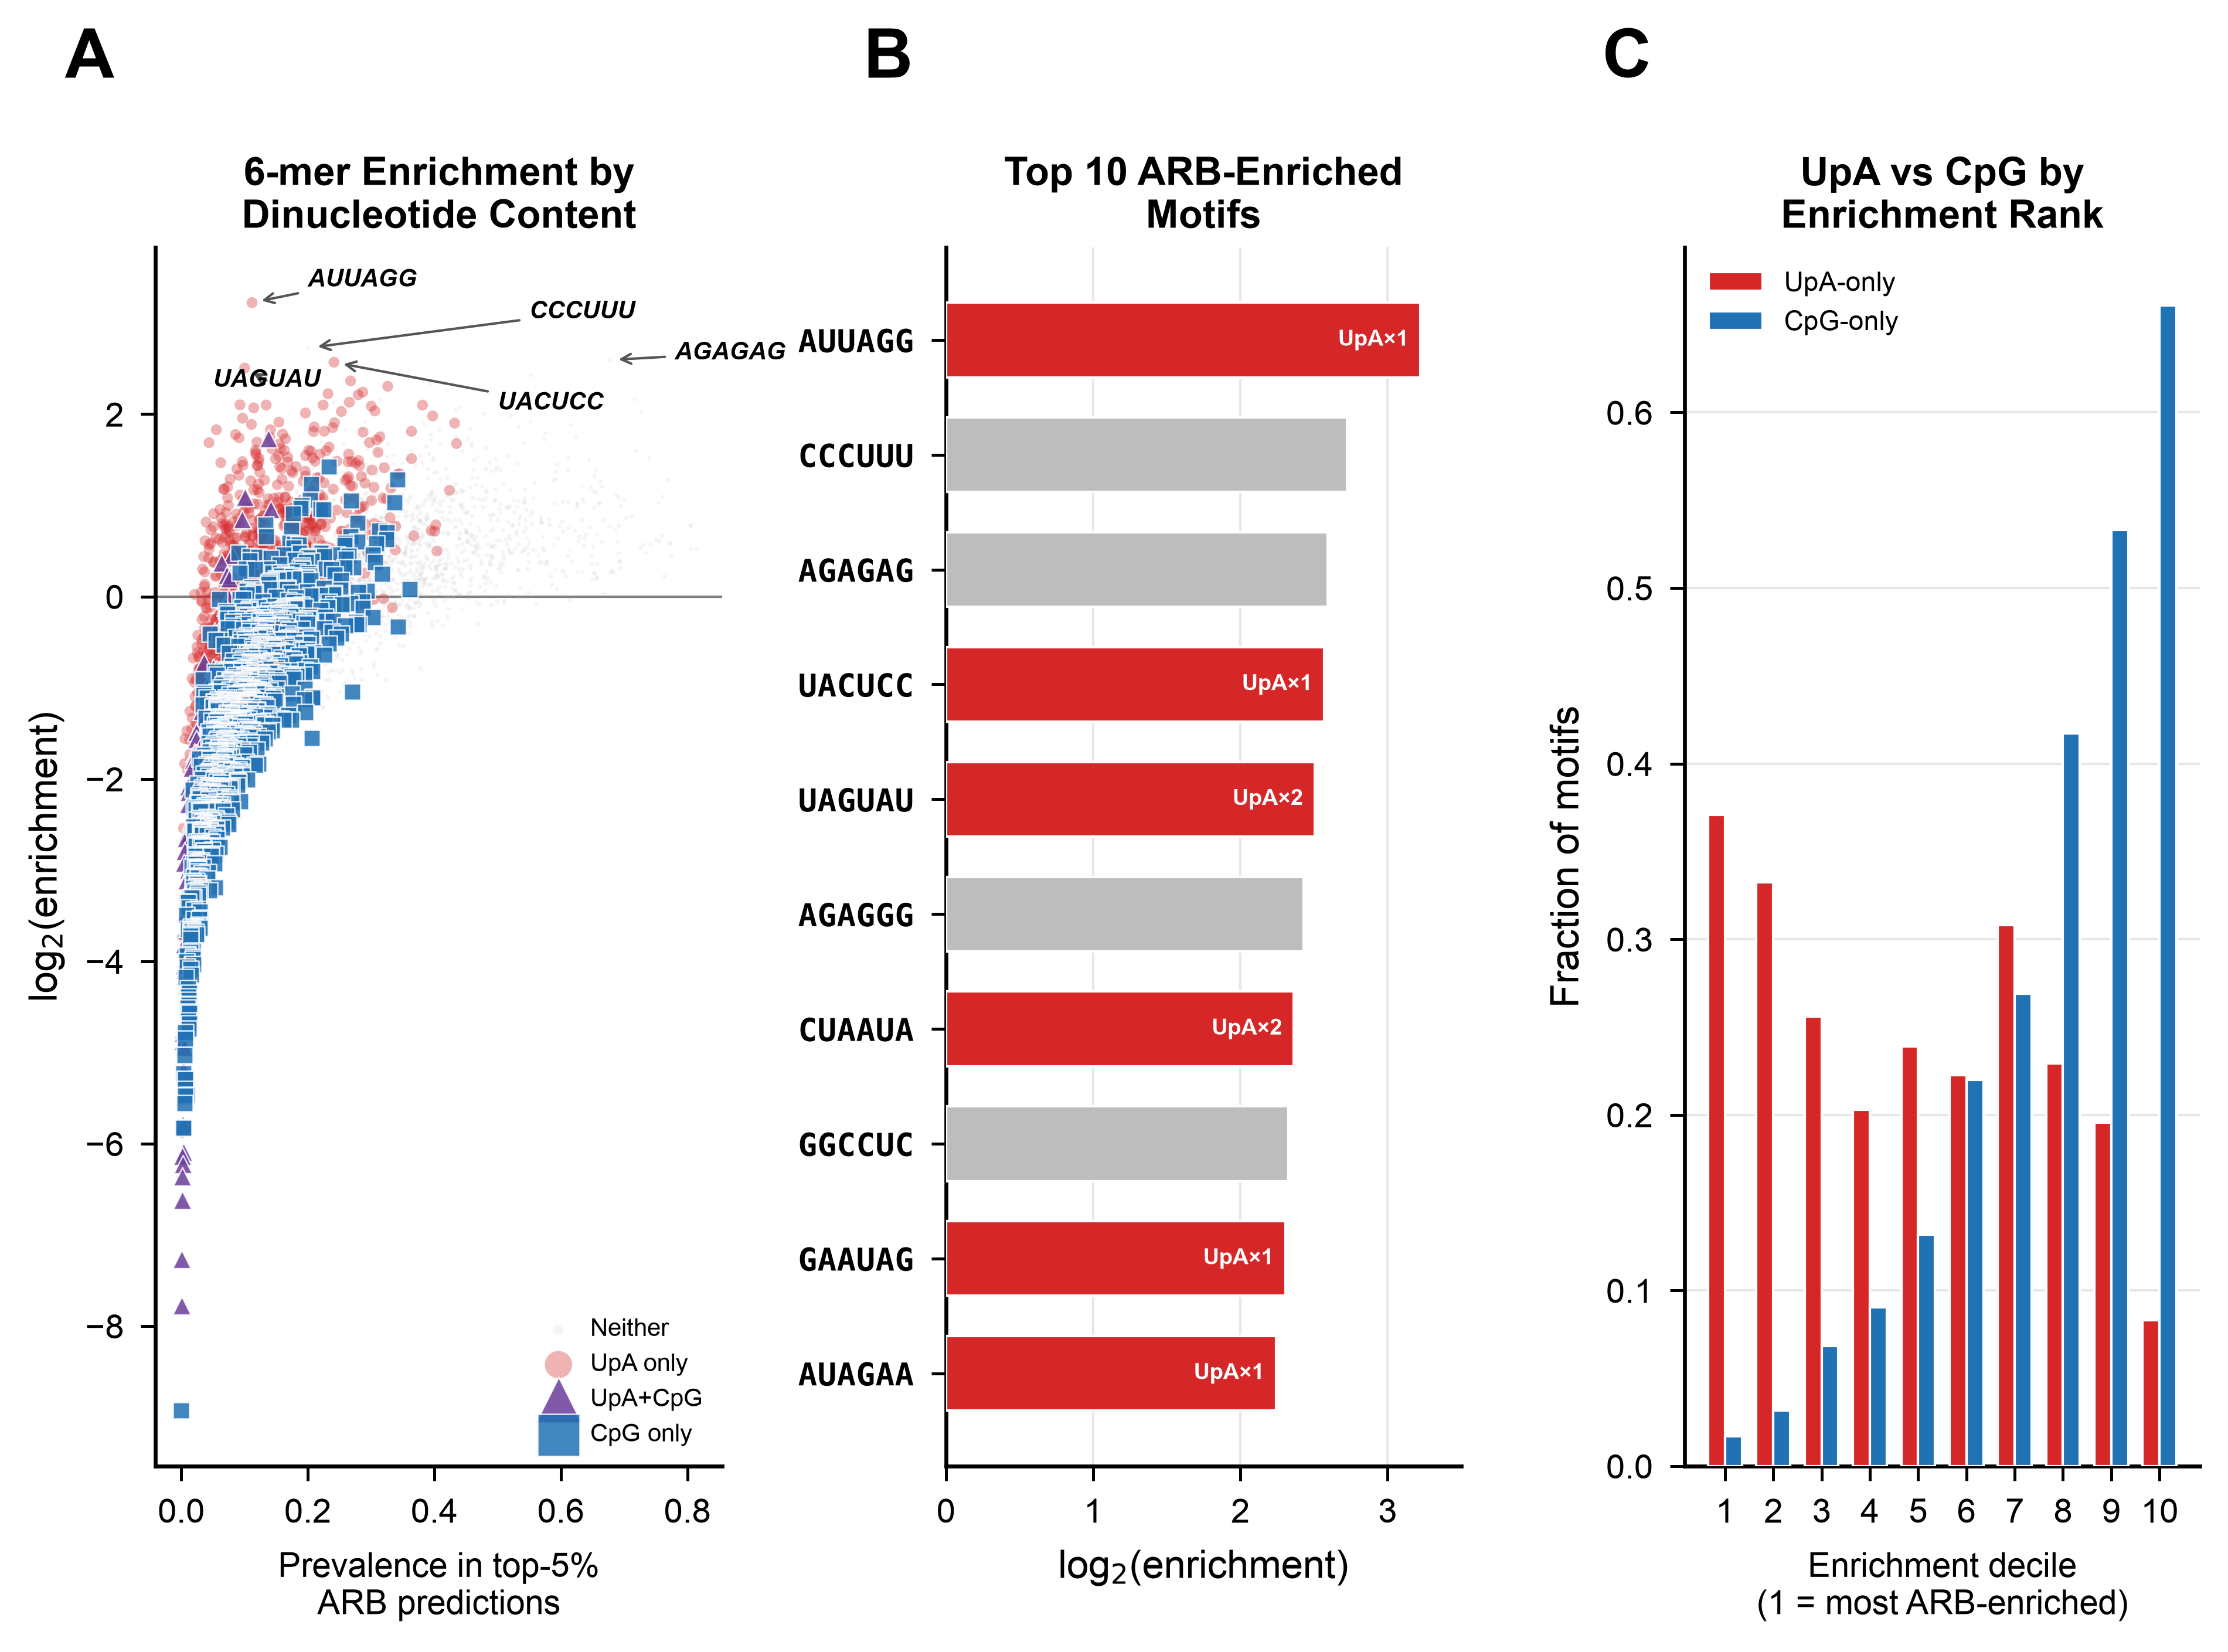 A
6-mer Enrichment by
Dinucleotide Content
log₂(enrichment)
2
0
−2
−4
−6
−8
AUUAGG
CCCUUU
AGAGAG
UAGUAU
UACUCC
Neither
UpA only
UpA+CpG
CpG only
0.0 0.2 0.4 0.6 0.8
Prevalence in top-5%
ARB predictions
B
Top 10 ARB-Enriched
Motifs
AUUAGG UpA×1
CCCUUU
AGAGAG
UACUCC UpA×1
UAGUAU UpA×2
AGAGGG
CUAAUA UpA×2
GGCCUC
GAAUAG UpA×1
AUAGAA UpA×1
0 1 2 3
log₂(enrichment)
C
UpA vs CpG by
Enrichment Rank
UpA-only
CpG-only
Fraction of motifs
0.6
0.5
0.4
0.3
0.2
0.1
0.0
1 2 3 4 5 6 7 8 9 10
Enrichment decile
(1 = most ARB-enriched)